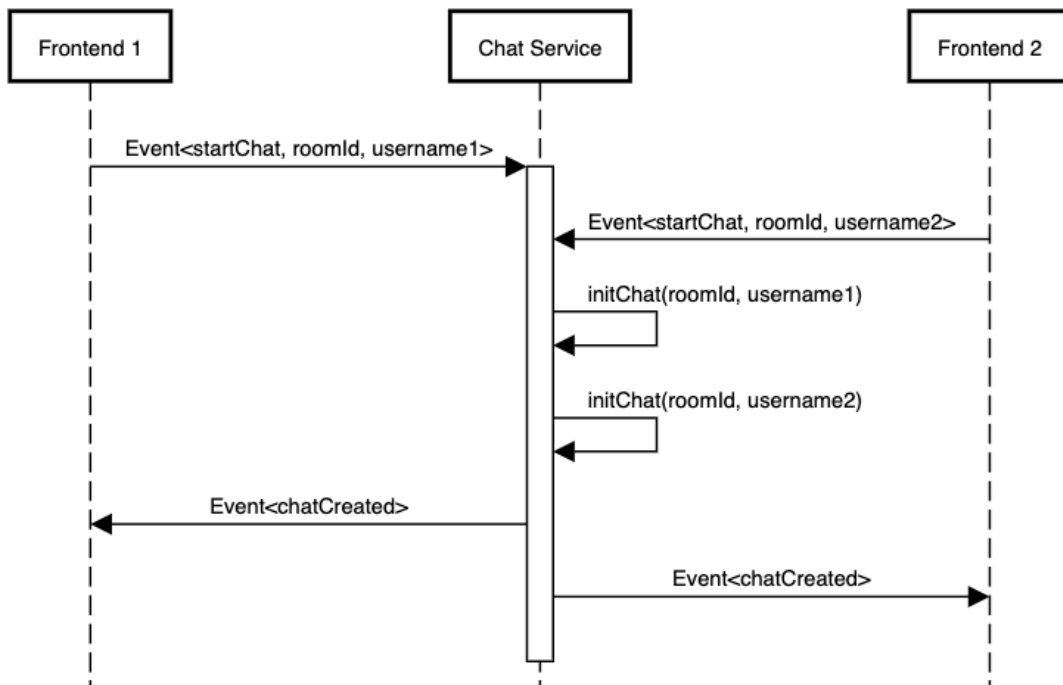 Frontend 1
Chat Service
Frontend 2
Event<startChat, roomId, username1>
Event<startChat, roomId, username2>
initChat(roomId, username1)
initChat(roomId, username2)
Event<chatCreated>
Event<chatCreated>